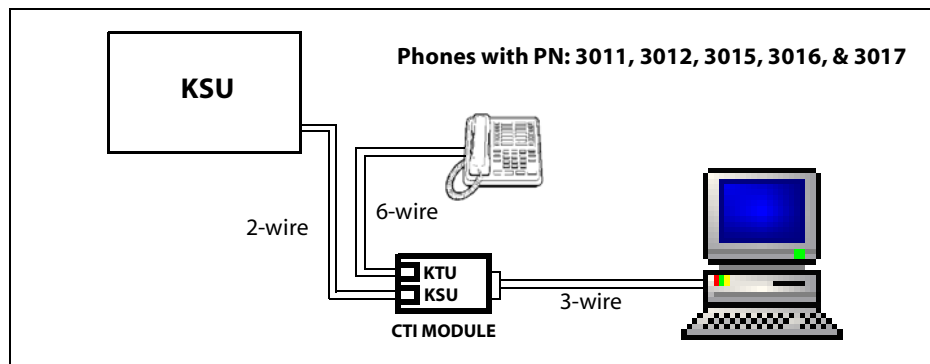 Phones with PN: 3011, 3012, 3015, 3016, & 3017
KSU
2-wire
6-wire
KTU
KSU
CTI MODULE
3-wire